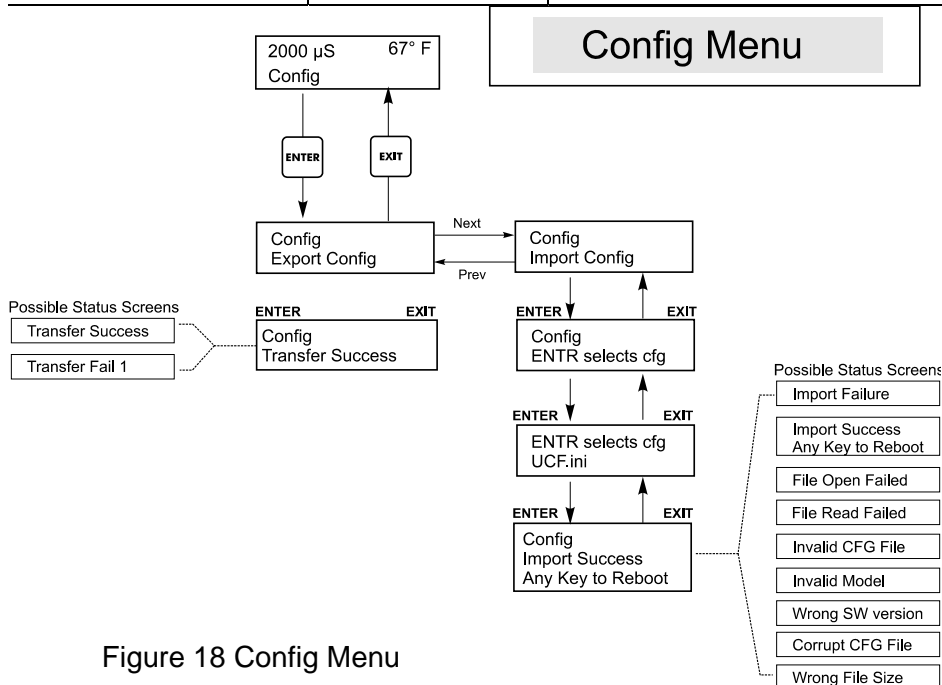 Config Menu
2000 µS 67° F
Config
ENTER EXIT
Config
Export Config
Next
Prev
Config
Import Config
ENTER EXIT
Config
Transfer Success
Possible Status Screens
Transfer Success
Transfer Fail 1
ENTER EXIT
Config
ENTR selects cfg
ENTER EXIT
ENTR selects cfg
UCF.ini
ENTER EXIT
Config
Import Success
Any Key to Reboot
Possible Status Screens
Import Failure
Import Success
Any Key to Reboot
File Open Failed
File Read Failed
Invalid CFG File
Invalid Model
Wrong SW version
Corrupt CFG File
Wrong File Size
Figure 18 Config Menu